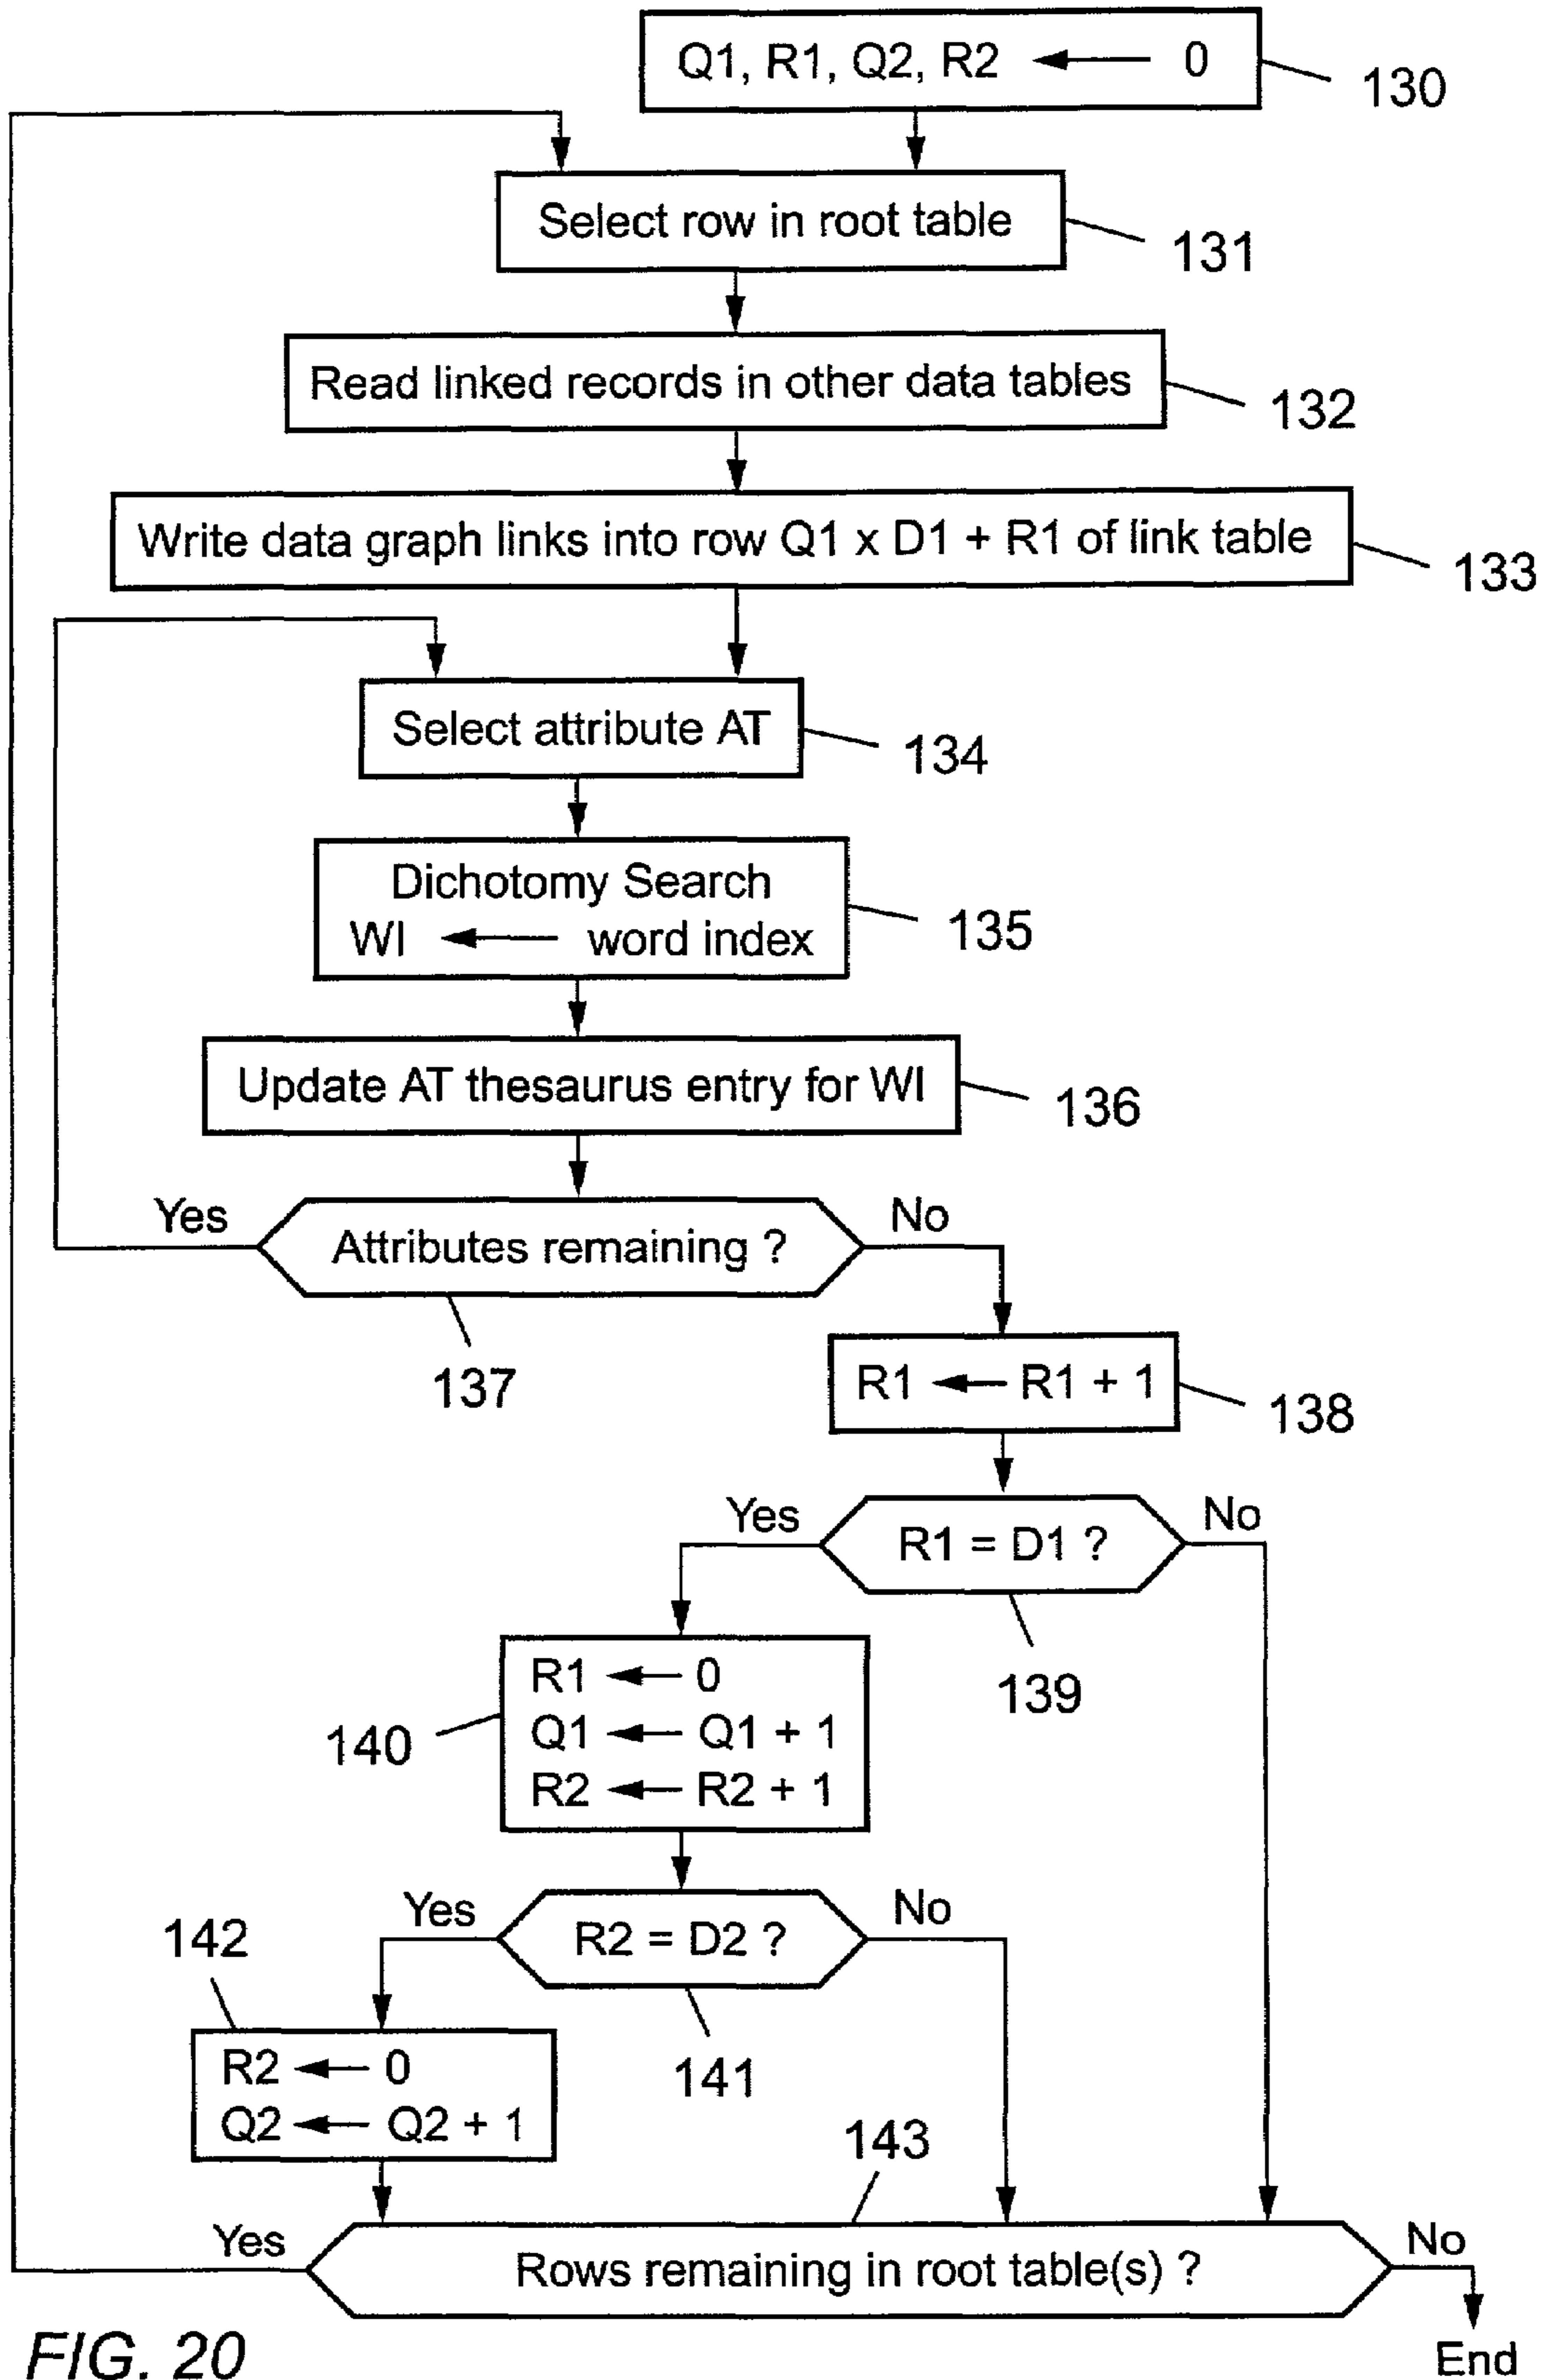 Q1, R1, Q2, R2 ← 0
130
Select row in root table
131
Read linked records in other data tables
132
Write data graph links into row Q1 x D1 + R1 of link table
133
Select attribute AT
134
Dichotomy Search
WI ← word index
135
Update AT thesaurus entry for WI
136
Yes
Attributes remaining ?
No
137
R1 ← R1 + 1
138
Yes
R1 = D1 ?
No
139
R1 ← 0
Q1 ← Q1 + 1
R2 ← R2 + 1
140
Yes
R2 = D2 ?
No
141
142
R2 ← 0
Q2 ← Q2 + 1
143
Yes
Rows remaining in root table(s) ?
No
End
FIG. 20